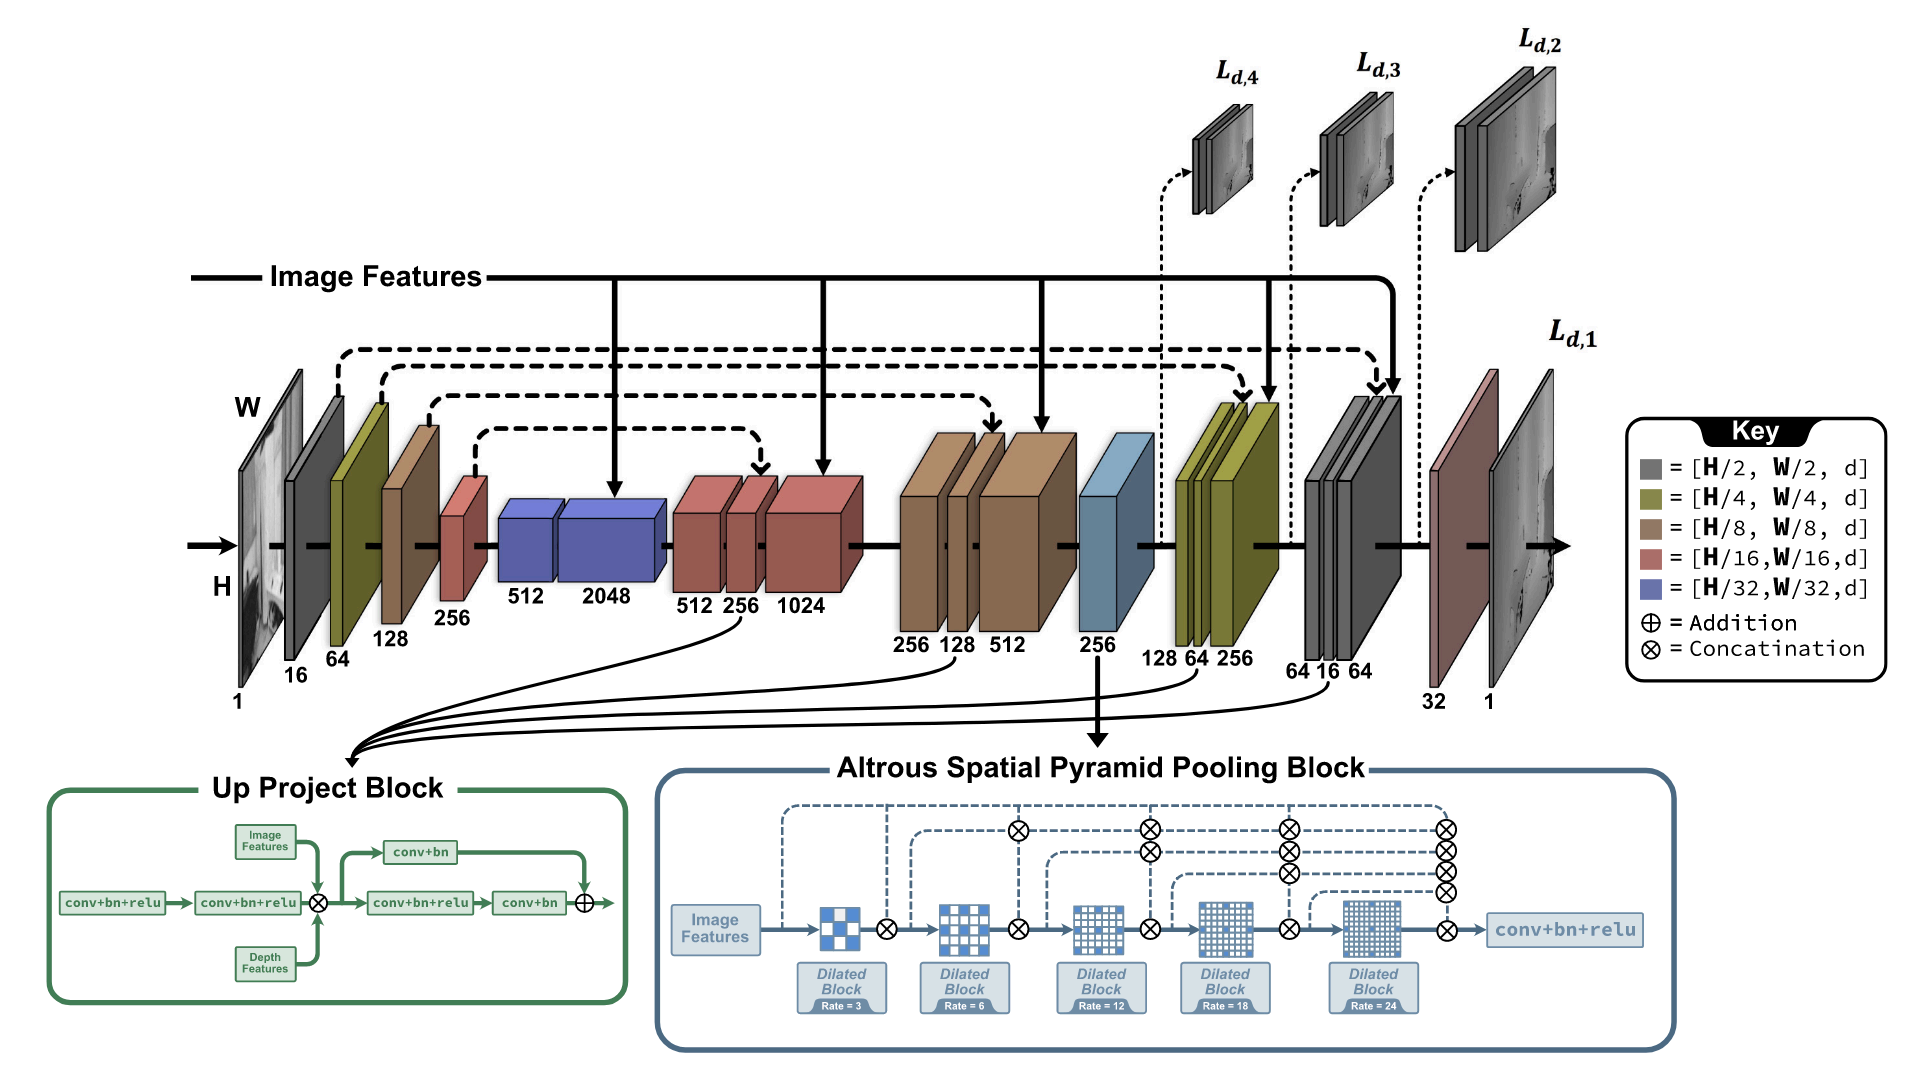 L_{d,4}
L_{d,3}
L_{d,2}
Image Features
L_{d,1}
W
H
1
16
64
128
256
512
2048
512
256
1024
256
128
512
256
128
64
256
64
16
64
32
1
Key
= [H/2, W/2, d]
= [H/4, W/4, d]
= [H/8, W/8, d]
= [H/16,W/16,d]
= [H/32,W/32,d]
⊕ = Addition
⊗ = Concatination
Up Project Block
Image
Features
conv+bn
conv+bn+relu
conv+bn+relu
conv+bn+relu
conv+bn
Depth
Features
Altrous Spatial Pyramid Pooling Block
Image
Features
conv+bn+relu
Dilated
Block
Rate = 3
Dilated
Block
Rate = 6
Dilated
Block
Rate = 12
Dilated
Block
Rate = 18
Dilated
Block
Rate = 24